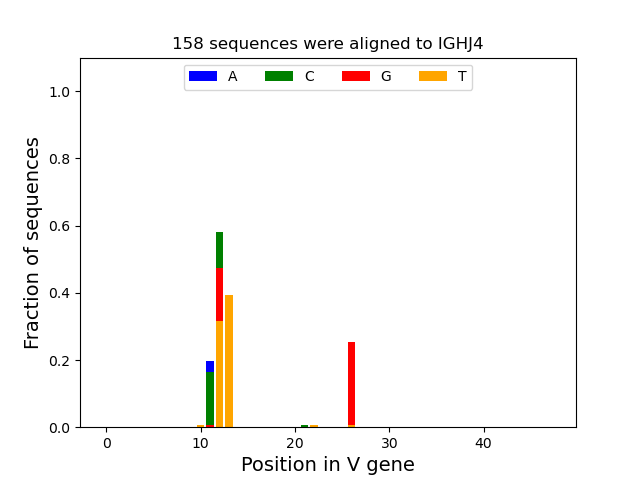 158 sequences were aligned to IGHJ4
A C G T
1.0
0.8
0.6
0.4
0.2
0.0
Fraction of sequences
0 10 20 30 40
Position in V gene